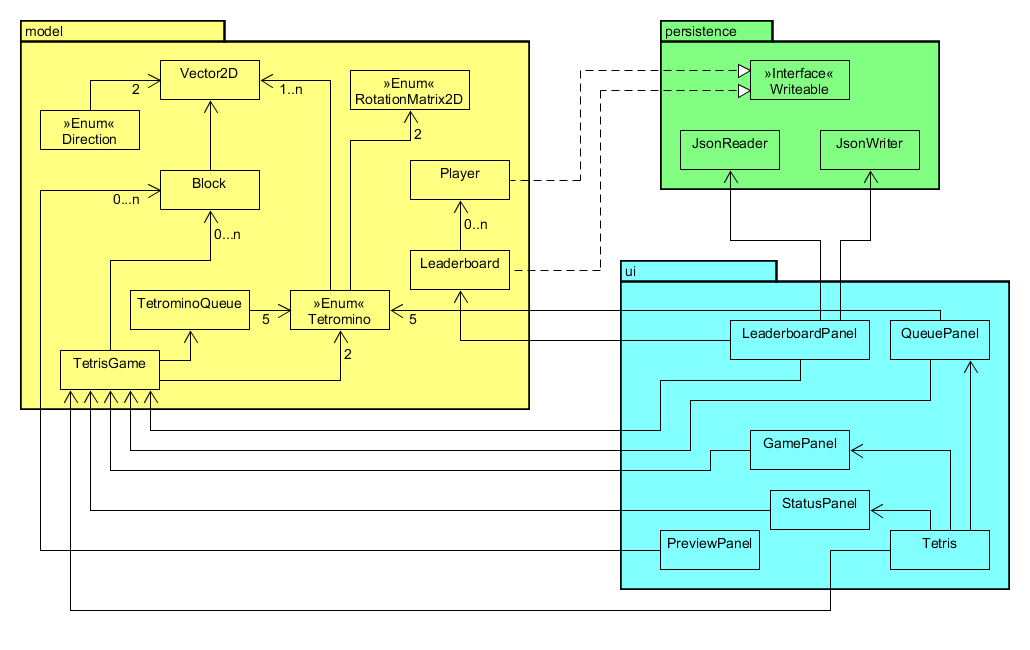 model
persistence
Vector2D
2
1..n
»Enum«
RotationMatrix2D
»Interface«
Writeable
»Enum«
Direction
2
JsonReader
JsonWriter
Block
0...n
Player
0..n
0...n
Leaderboard
ui
TetrominoQueue
5
»Enum«
Tetromino
5
LeaderboardPanel
QueuePanel
TetrisGame
2
GamePanel
StatusPanel
PreviewPanel
Tetris